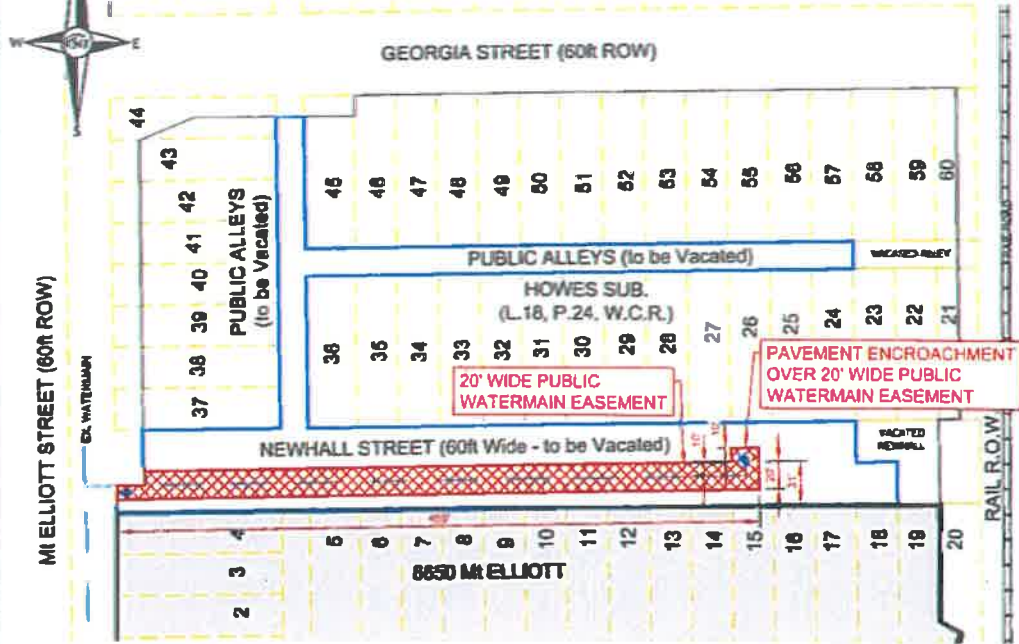 W
E
S
GEORGIA STREET (60ft ROW)
Mt ELLIOTT STREET (60ft ROW)
EX. WATERMAIN
44
43
42
41
40
39
38
37
PUBLIC ALLEYS
(to be Vacated)
45
46
47
48
49
50
51
52
53
54
55
56
57
58
59
60
PUBLIC ALLEYS (to be Vacated)
VACATED ALLEY
HOWES SUB.
(L.18, P.24, W.C.R.)
36
35
34
33
32
31
30
29
28
27
26
25
24
23
22
21
20' WIDE PUBLIC
WATERMAIN EASEMENT
PAVEMENT ENCROACHMENT
OVER 20' WIDE PUBLIC
WATERMAIN EASEMENT
NEWHALL STREET (60ft Wide - to be Vacated)
VACATED
NEWHALL
10'
10'
20'
31'
2
3
4
5
6
7
8
9
10
11
12
13
14
15
16
17
18
19
20
6650 Mt ELLIOTT
RAIL R.O.W